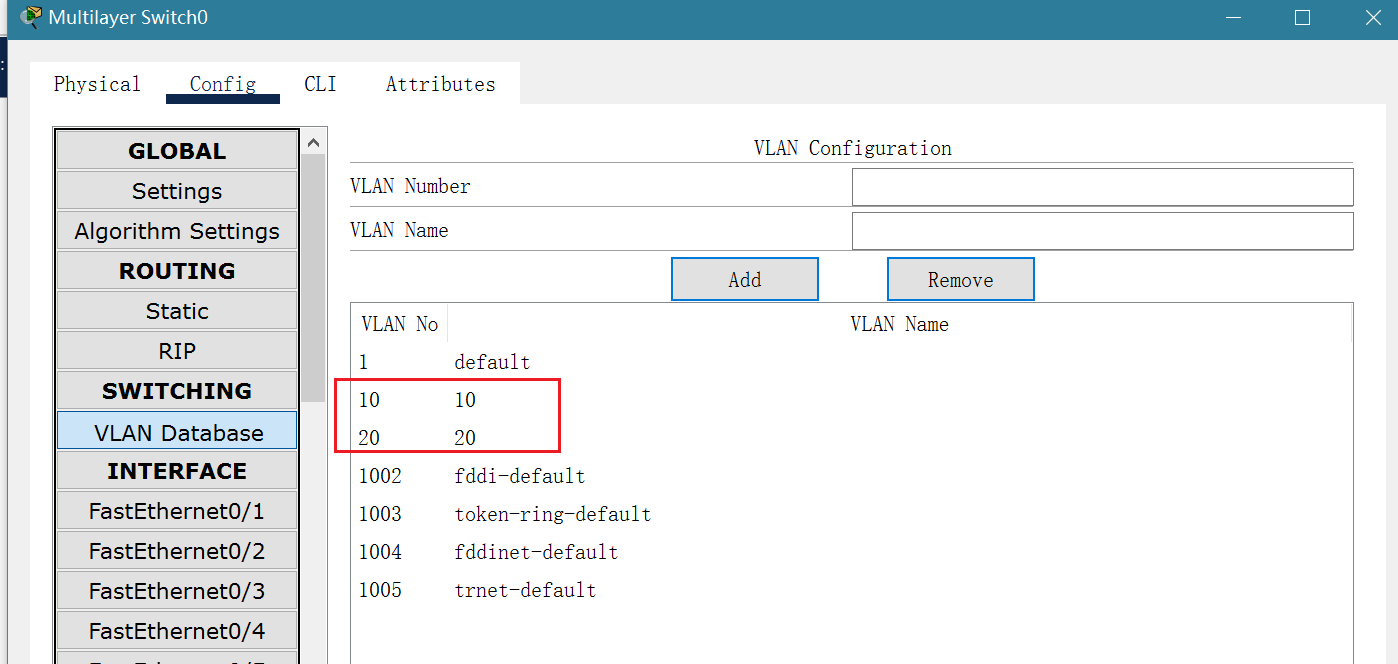 Multilayer Switch0
Physical Config CLI Attributes
GLOBAL
Settings
Algorithm Settings
ROUTING
Static
RIP
SWITCHING
VLAN Database
INTERFACE
FastEthernet0/1
FastEthernet0/2
FastEthernet0/3
FastEthernet0/4
VLAN Configuration
VLAN Number
VLAN Name
Add Remove
VLAN No VLAN Name
1 default
10 10
20 20
1002 fddi-default
1003 token-ring-default
1004 fddinet-default
1005 trnet-default